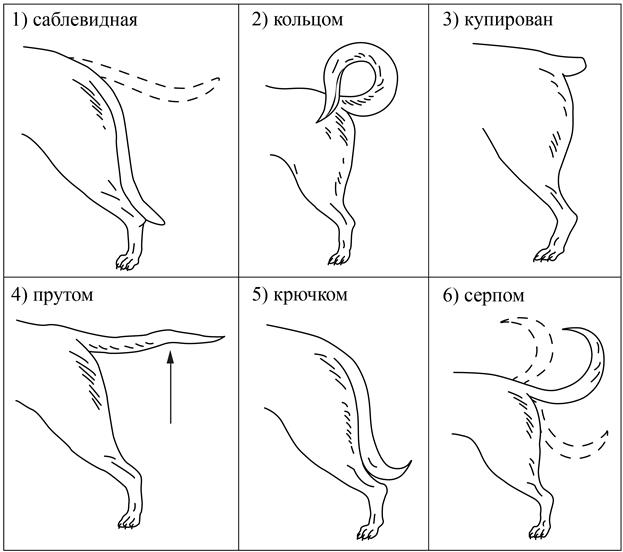 1) саблевидная
2) кольцом
3) купирован
4) прутом
5) крючком
6) серпом